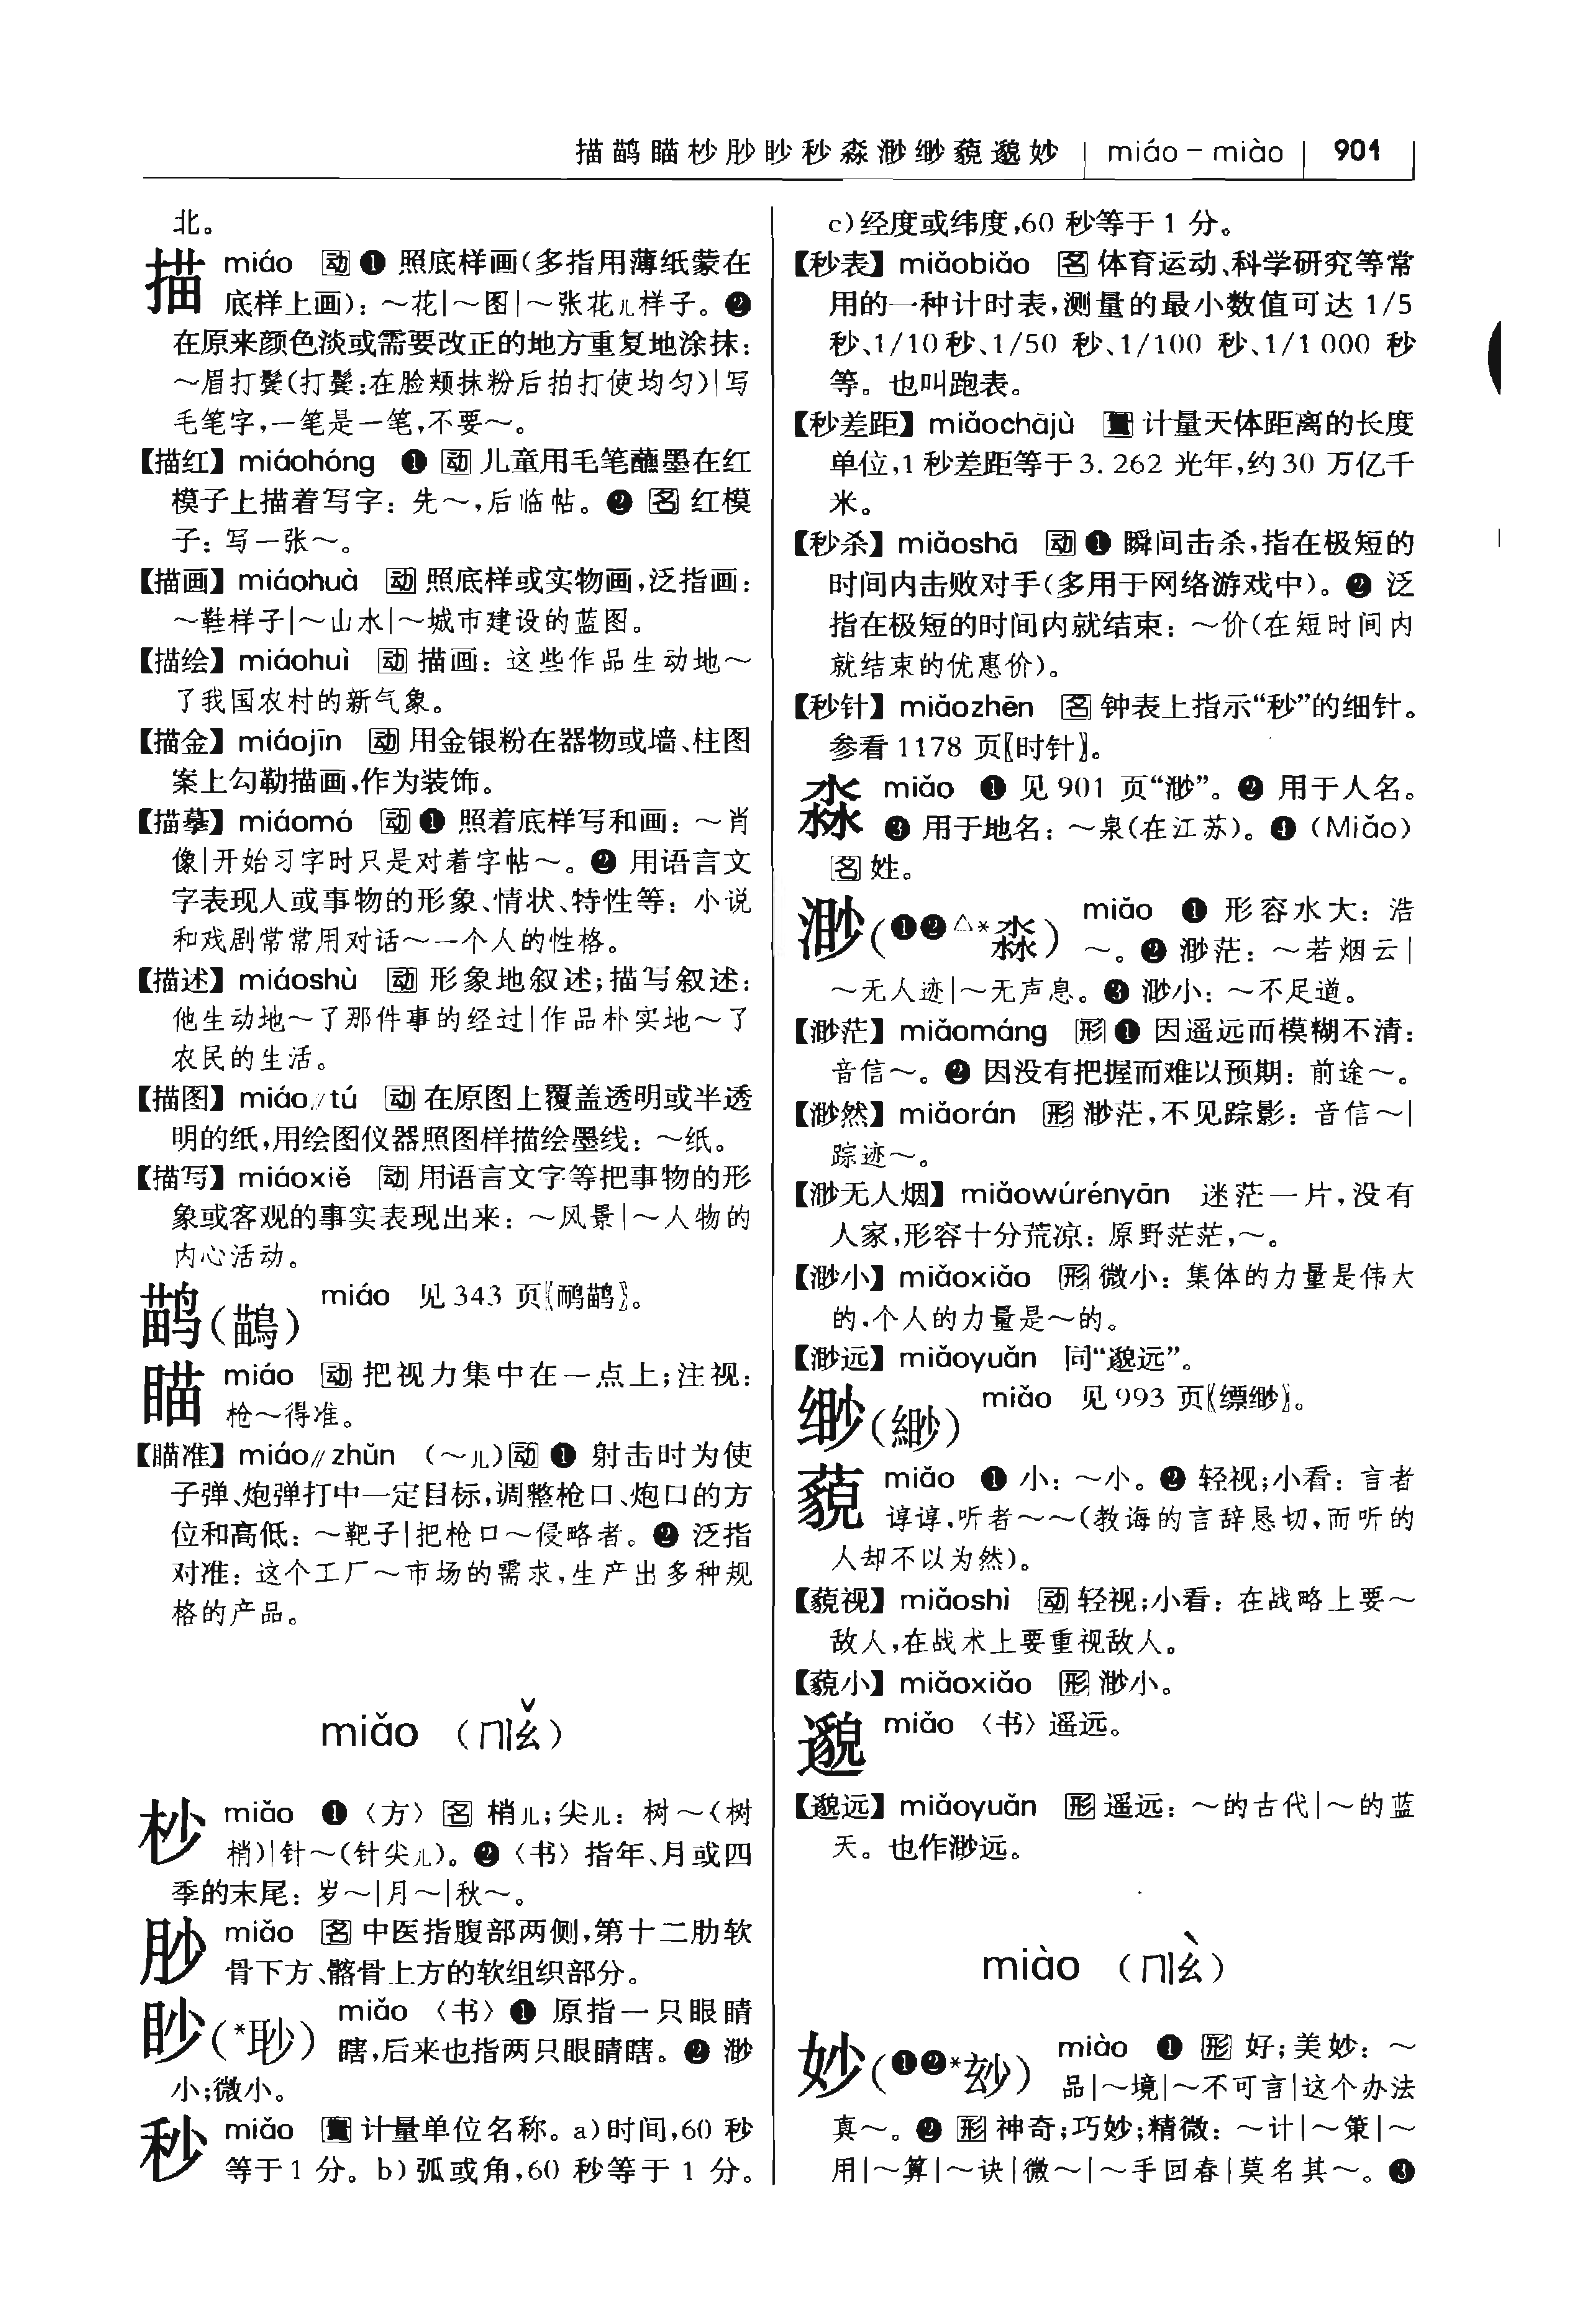 描鹋瞄杪眇眇秒淼渺缈藐邈妙 | miáo－miào | 901
北。
描 miáo 动❶ 照底样画(多指用薄纸蒙在
底样上画)：～花|～图|～张花儿样子。❷
在原来颜色淡或需要改正的地方重复地涂抹：
～眉打鬓(打鬓:在脸颊抹粉后拍打使均匀)|写
毛笔字,一笔是一笔,不要～。
【描红】miáohóng ❶ 动 儿童用毛笔蘸墨在红
模子上描着写字：先～,后临帖。❷ 名 红模
子：写一张～。
【描画】miáohuà 动 照底样或实物画,泛指画：
～鞋样子|～山水|～城市建设的蓝图。
【描绘】miáohuì 动 描画：这些作品生动地～
了我国农村的新气象。
【描金】miáojīn 动 用金银粉在器物或墙、柱图
案上勾勒描画,作为装饰。
【描摹】miáomó 动❶ 照着底样写和画：～肖
像|开始习字时只是对着字帖～。❷ 用语言文
字表现人或事物的形象、情状、特性等：小说
和戏剧常常用对话～一个人的性格。
【描述】miáoshù 动 形象地叙述;描写叙述：
他生动地～了那件事的经过|作品朴实地～了
农民的生活。
【描图】miáo//tú 动 在原图上覆盖透明或半透
明的纸,用绘图仪器照图样描绘墨线：～纸。
【描写】miáoxiě 动 用语言文字等把事物的形
象或客观的事实表现出来：～风景|～人物的
内心活动。
鹋(鶓) miáo 见 343 页〖鸸鹋〗。
瞄 miáo 动 把视力集中在一点上;注视：
枪～得准。
【瞄准】miáo//zhǔn (～儿)动 ❶ 射击时为使
子弹、炮弹打中一定目标,调整枪口、炮口的方
位和高低：～靶子|把枪口～侵略者。❷ 泛指
对准：这个工厂～市场的需求,生产出多种规
格的产品。
miǎo (ㄇㄧㄠˇ)
杪 miǎo ❶〈方〉名 梢儿;尖儿：树～(树
梢)|针～(针尖儿)。❷〈书〉指年、月或四
季的末尾：岁～|月～|秋～。
䏚 miǎo 名 中医指腹部两侧,第十二肋软
骨下方、髂骨上方的软组织部分。
眇(*𦕈) miǎo 〈书〉❶ 原指一只眼睛
瞎,后来也指两只眼睛瞎。❷ 渺
小;微小。
秒 miǎo 量 计量单位名称。a)时间,60 秒
等于 1 分。b)弧或角,60 秒等于 1 分。
c)经度或纬度,60 秒等于 1 分。
【秒表】miǎobiǎo 名 体育运动、科学研究等常
用的一种计时表,测量的最小数值可达 1/5
秒、1/10 秒、1/50 秒、1/100 秒、1/1 000 秒
等。也叫跑表。
【秒差距】miǎochājù 量 计量天体距离的长度
单位,1 秒差距等于 3. 262 光年,约 30 万亿千
米。
【秒杀】miǎoshā 动❶ 瞬间击杀,指在极短的
时间内击败对手(多用于网络游戏中)。❷ 泛
指在极短的时间内就结束：～价(在短时间内
就结束的优惠价)。
【秒针】miǎozhēn 名 钟表上指示“秒”的细针。
参看 1178 页〖时针〗。
淼 miǎo ❶ 见 901 页“渺”。❷ 用于人名。
❸ 用于地名：～泉(在江苏)。❹ (Miǎo)
名 姓。
渺(❶❷△*淼) miǎo ❶ 形容水大：浩
～。❷ 渺茫：～若烟云|
～无人迹|～无声息。❸ 渺小：～不足道。
【渺茫】miǎománg 形❶ 因遥远而模糊不清：
音信～。❷ 因没有把握而难以预期：前途～。
【渺然】miǎorán 形 渺茫,不见踪影：音信～|
踪迹～。
【渺无人烟】miǎowúrényān 迷茫一片,没有
人家,形容十分荒凉：原野茫茫,～。
【渺小】miǎoxiǎo 形 微小：集体的力量是伟大
的,个人的力量是～的。
【渺远】miǎoyuǎn 同“邈远”。
缈(緲) miǎo 见 993 页〖缥缈〗。
藐 miǎo ❶ 小：～小。❷ 轻视;小看：言者
谆谆,听者～～(教诲的言辞恳切,而听的
人却不以为然)。
【藐视】miǎoshì 动 轻视;小看：在战略上要～
敌人,在战术上要重视敌人。
【藐小】miǎoxiǎo 形 渺小。
邈 miǎo 〈书〉遥远。
【邈远】miǎoyuǎn 形 遥远：～的古代|～的蓝
天。也作渺远。
miào (ㄇㄧㄠˋ)
妙(❶❷*玅) miào ❶ 形 好;美妙：～
品|～境|～不可言|这个办法
真～。❷ 形 神奇;巧妙;精微：～计|～策|～
用|～算|～诀|微～|～手回春|莫名其～。❸